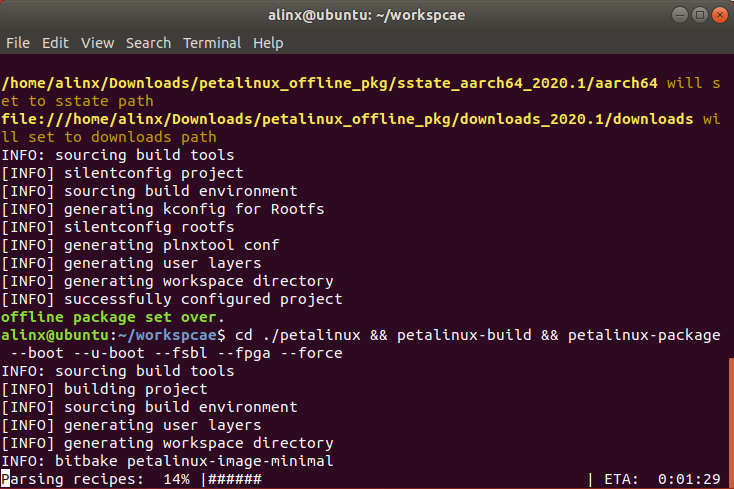 alinx@ubuntu: ~/workspcae
File Edit View Search Terminal Help
/home/alinx/Downloads/petalinux_offline_pkg/sstate_aarch64_2020.1/aarch64 will s
et to sstate path
file:///home/alinx/Downloads/petalinux_offline_pkg/downloads_2020.1/downloads wi
ll set to downloads path
INFO: sourcing build tools
[INFO] silentconfig project
[INFO] sourcing build environment
[INFO] generating kconfig for Rootfs
[INFO] silentconfig rootfs
[INFO] generating plnxtool conf
[INFO] generating user layers
[INFO] generating workspace directory
[INFO] successfully configured project
offline package set over.
alinx@ubuntu:~/workspcae$ cd ./petalinux && petalinux-build && petalinux-package
 --boot --u-boot --fsbl --fpga --force
INFO: sourcing build tools
[INFO] building project
[INFO] sourcing build environment
[INFO] generating user layers
[INFO] generating workspace directory
INFO: bitbake petalinux-image-minimal
Parsing recipes:  14% |######                                    | ETA:  0:01:29